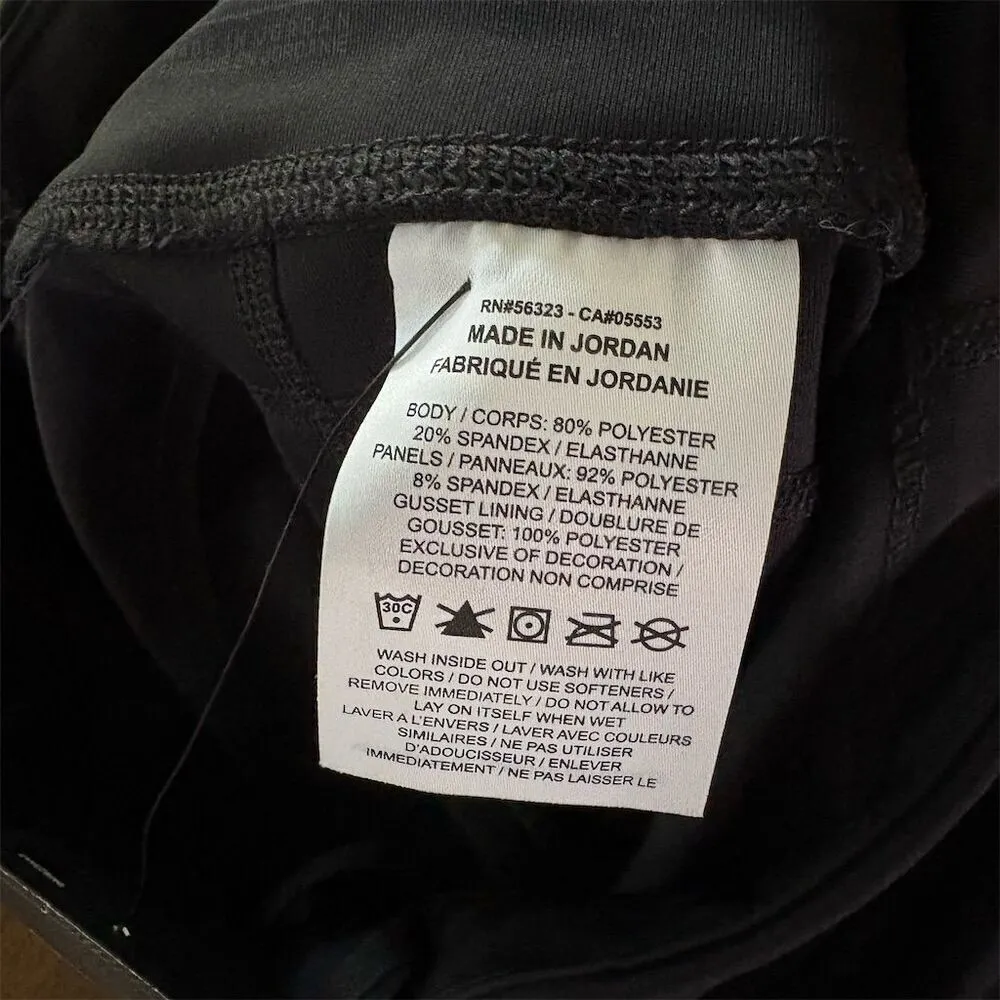 RN#56323 - CA#05553
MADE IN JORDAN
FABRIQUÉ EN JORDANIE
BODY / CORPS: 80% POLYESTER
20% SPANDEX / ELASTHANNE
PANELS / PANNEAUX: 92% POLYESTER
8% SPANDEX / ELASTHANNE
GUSSET LINING / DOUBLURE DE
GOUSSET: 100% POLYESTER
EXCLUSIVE OF DECORATION /
DECORATION NON COMPRISE
30C
WASH INSIDE OUT / WASH WITH LIKE
COLORS / DO NOT USE SOFTENERS /
REMOVE IMMEDIATELY / DO NOT ALLOW TO
LAY ON ITSELF WHEN WET
LAVER A L'ENVERS / LAVER AVEC COULEURS
SIMILAIRES / NE PAS UTILISER
D'ADOUCISSEUR / ENLEVER
IMMEDIATEMENT / NE PAS LAISSER LE